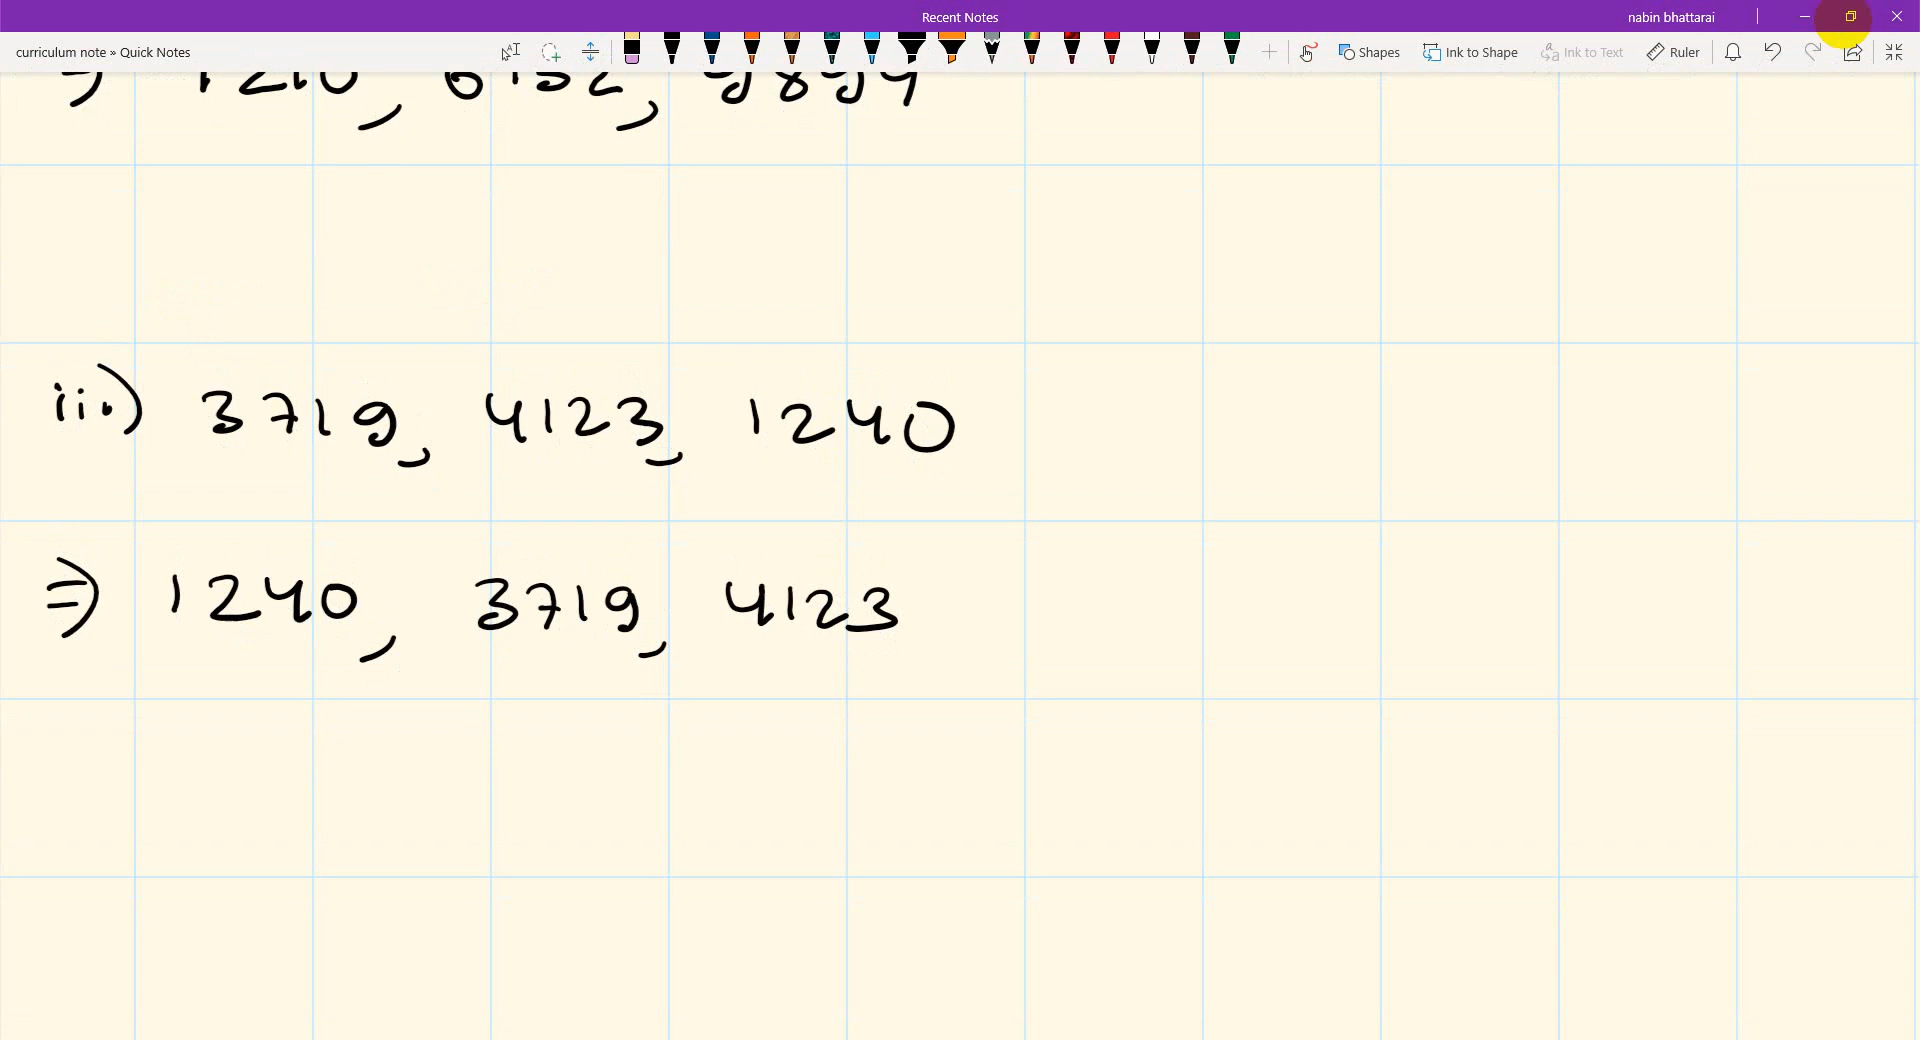 Recent Notes
nabin bhattarai
curriculum note » Quick Notes
Shapes
Ink to Shape
Ink to Text
Ruler
iii) 3719, 4123, 1240
⇒) 1240, 3719, 4123